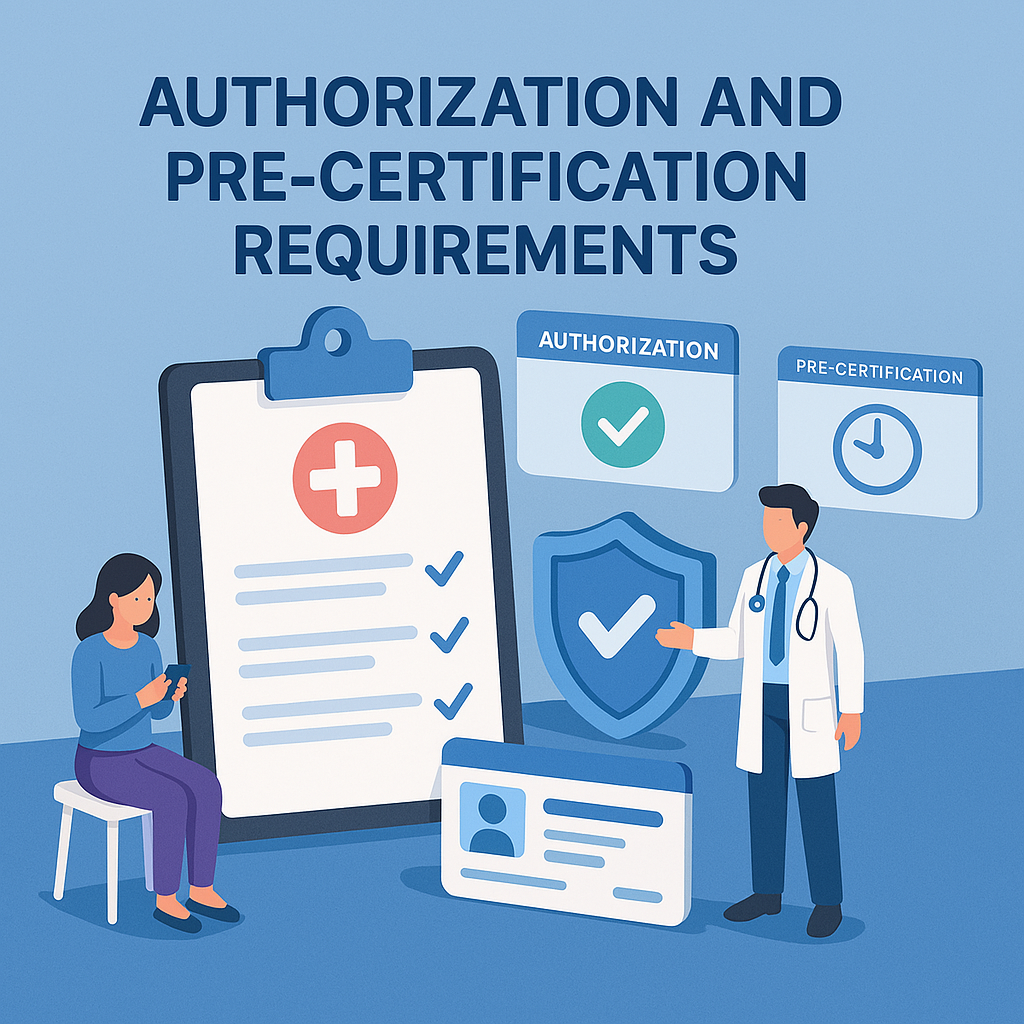 AUTHORIZATION AND
PRE-CERTIFICATION
REQUIREMENTS
AUTHORIZATION
PRE-CERTIFICATION